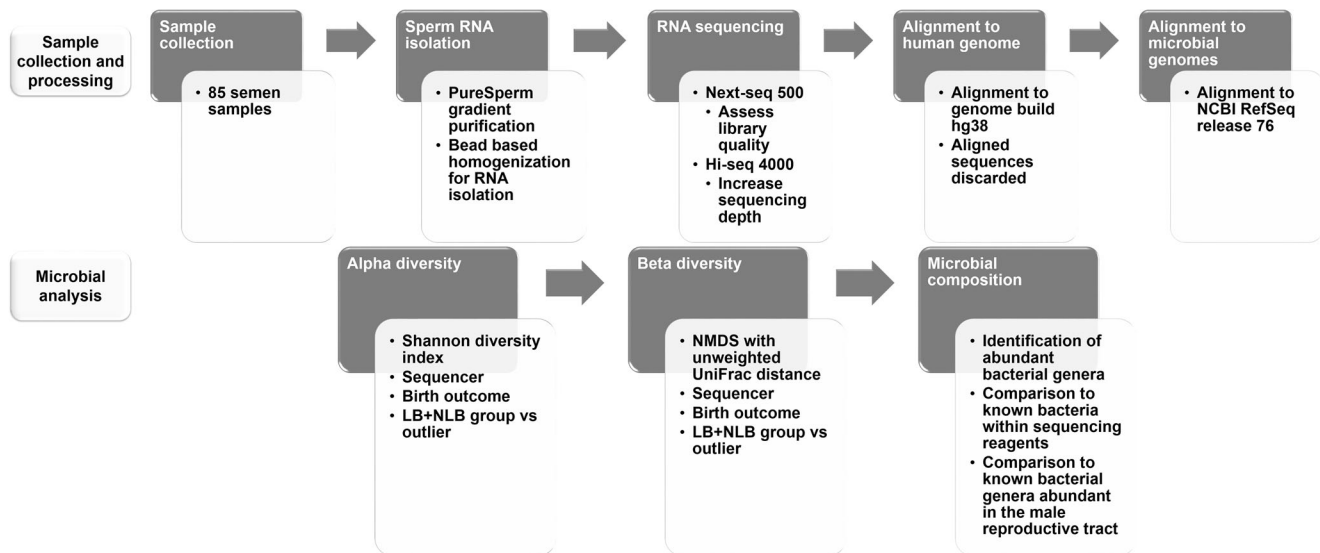 Sample
collection and
processing
Sample
collection
• 85 semen
samples
Sperm RNA
isolation
• PureSperm
gradient
purification
• Bead based
homogenization
for RNA
isolation
RNA sequencing
• Next-seq 500
• Assess
library
quality
• Hi-seq 4000
• Increase
sequencing
depth
Alignment to
human genome
• Alignment to
genome build
hg38
• Aligned
sequences
discarded
Alignment to
microbial
genomes
• Alignment to
NCBI RefSeq
release 76
Microbial
analysis
Alpha diversity
• Shannon diversity
index
• Sequencer
• Birth outcome
• LB+NLB group vs
outlier
Beta diversity
• NMDS with
unweighted
UniFrac distance
• Sequencer
• Birth outcome
• LB+NLB group vs
outlier
Microbial
composition
• Identification of
abundant
bacterial genera
• Comparison to
known bacteria
within sequencing
reagents
• Comparison to
known bacterial
genera abundant
in the male
reproductive tract